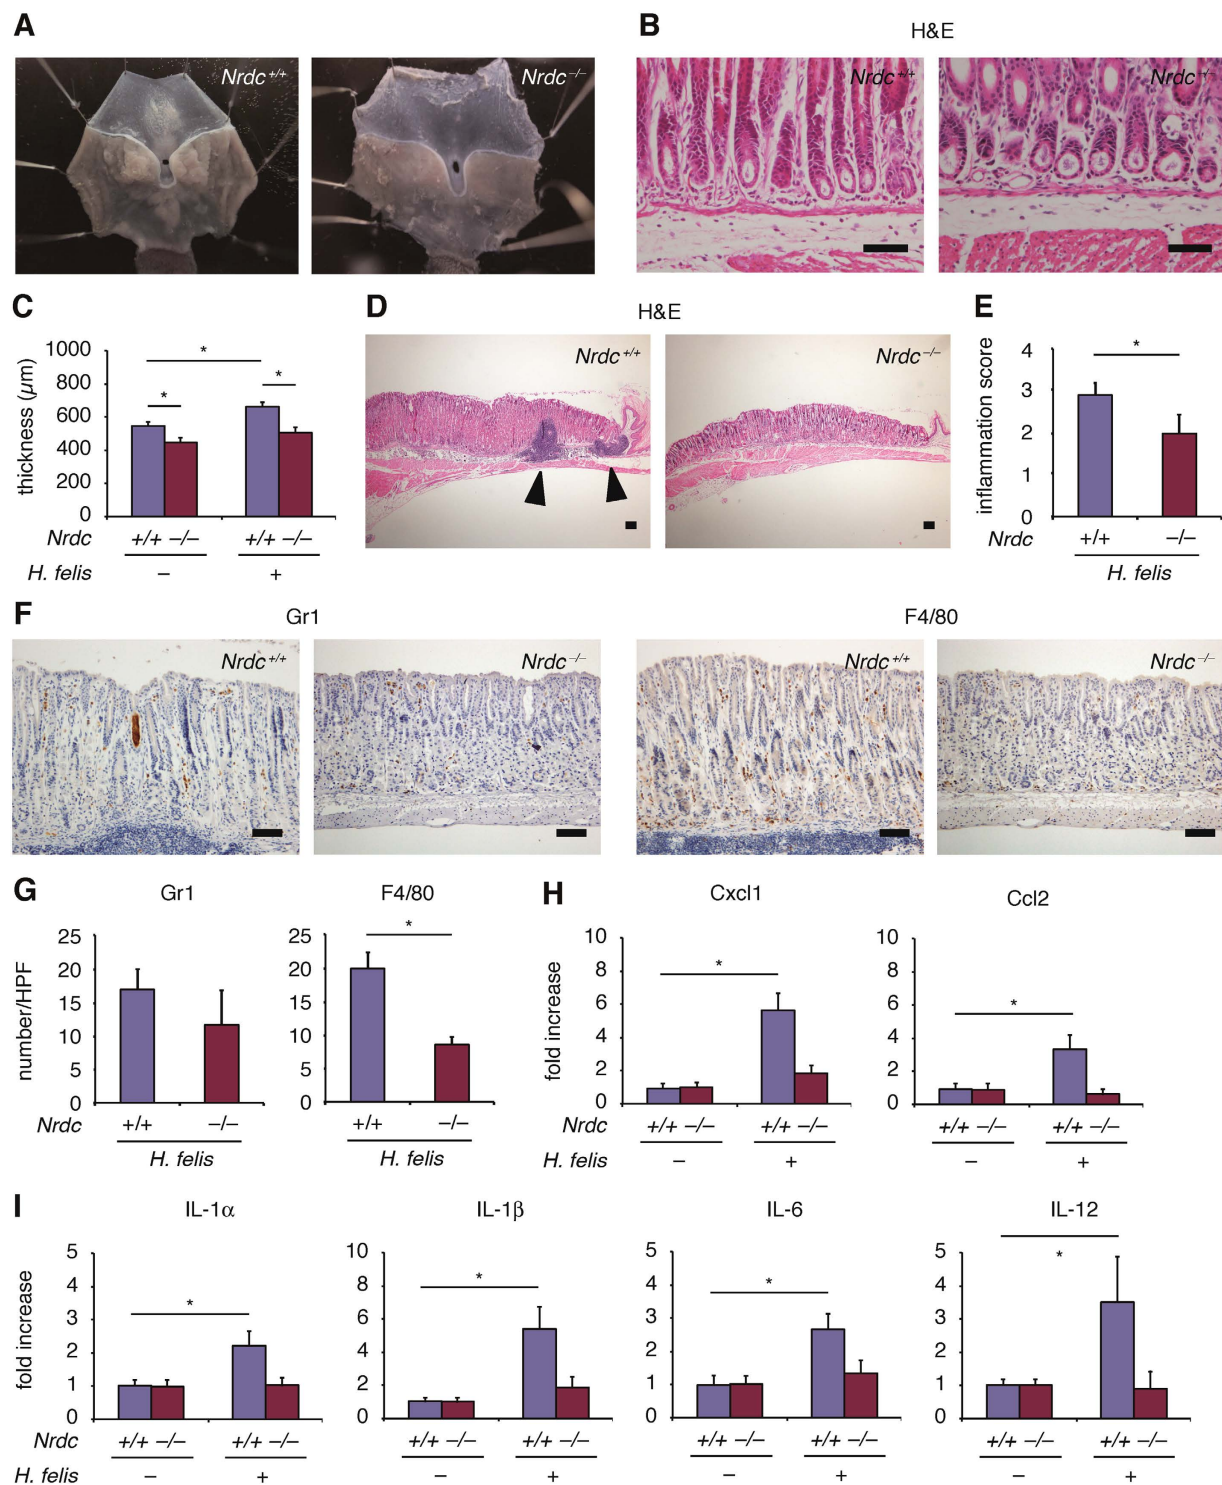 A
Nrdc+/+
Nrdc−/−
B
H&E
Nrdc+/+
Nrdc−/−
C
thickness (µm)
1000
800
600
400
200
0
*
*
*
Nrdc
+/+ −/− +/+ −/−
H. felis
− +
D
H&E
Nrdc+/+
Nrdc−/−
E
inflammation score
4
3
2
1
0
*
Nrdc
+/+ −/−
H. felis
F
Gr1
Nrdc+/+
Nrdc−/−
F4/80
Nrdc+/+
Nrdc−/−
G
Gr1
number/HPF
25
20
15
10
5
0
Nrdc
+/+ −/−
H. felis
F4/80
25
20
15
10
5
0
*
+/+ −/−
H. felis
H
Cxcl1
fold increase
10
8
6
4
2
0
*
Nrdc
+/+ −/− +/+ −/−
H. felis
− +
Ccl2
10
8
6
4
2
0
*
+/+ −/− +/+ −/−
− +
I
IL-1α
fold increase
5
4
3
2
1
0
*
Nrdc
+/+ −/− +/+ −/−
H. felis
− +
IL-1β
10
8
6
4
2
0
*
+/+ −/− +/+ −/−
− +
IL-6
5
4
3
2
1
0
*
+/+ −/− +/+ −/−
− +
IL-12
5
4
3
2
1
0
*
+/+ −/− +/+ −/−
− +